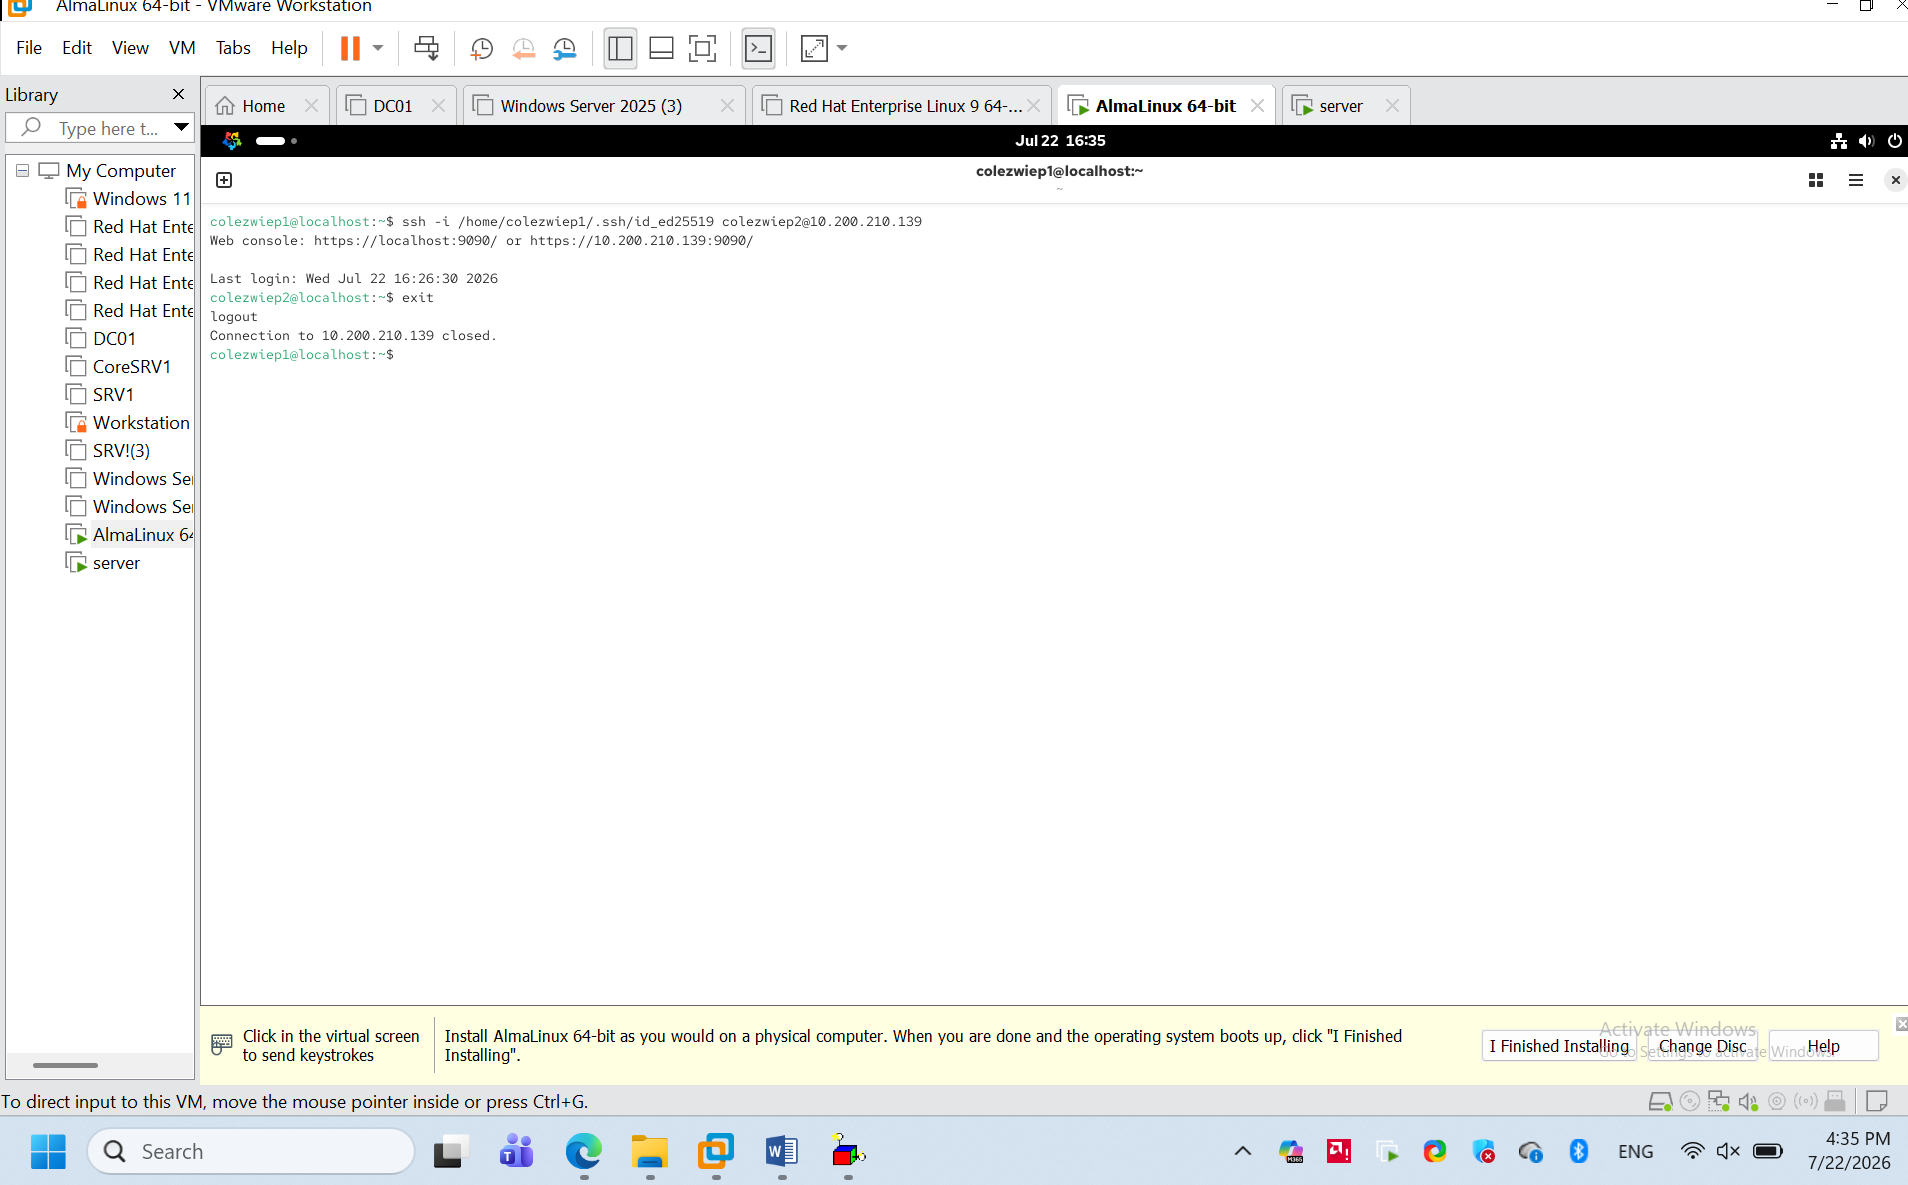 AlmaLinux 64-bit - VMware Workstation
File Edit View VM Tabs Help
Library
Type here t...
My Computer
Windows 11
Red Hat Ente
Red Hat Ente
Red Hat Ente
Red Hat Ente
DC01
CoreSRV1
SRV1
Workstation
SRV!(3)
Windows Se
Windows Se
AlmaLinux 64
server
Home DC01 Windows Server 2025 (3) Red Hat Enterprise Linux 9 64-... AlmaLinux 64-bit server
Jul 22 16:35
colezwiep1@localhost:~
~
colezwiep1@localhost:~$ ssh -i /home/colezwiep1/.ssh/id_ed25519 colezwiep2@10.200.210.139
Web console: https://localhost:9090/ or https://10.200.210.139:9090/
Last login: Wed Jul 22 16:26:30 2026
colezwiep2@localhost:~$ exit
logout
Connection to 10.200.210.139 closed.
colezwiep1@localhost:~$
Click in the virtual screen
to send keystrokes
Install AlmaLinux 64-bit as you would on a physical computer. When you are done and the operating system boots up, click "I Finished
Installing".
I Finished Installing Change Disc Help
Activate Windows
Go to Settings to activate Windows.
To direct input to this VM, move the mouse pointer inside or press Ctrl+G.
Search
M365
ENG
4:35 PM
7/22/2026